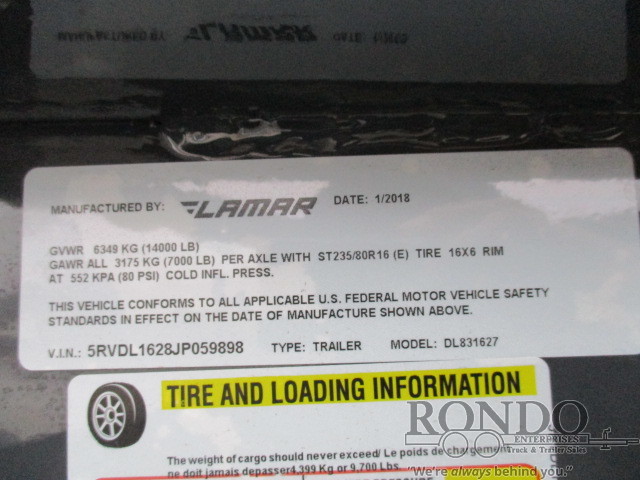 MANUFACTURED BY: LAMAR DATE: 1/2018
GVWR 6349 KG (14000 LB)
GAWR ALL 3175 KG (7000 LB) PER AXLE WITH ST235/80R16 (E) TIRE 16X6 RIM
AT 552 KPA (80 PSI) COLD INFL. PRESS.
THIS VEHICLE CONFORMS TO ALL APPLICABLE U.S. FEDERAL MOTOR VEHICLE SAFETY
STANDARDS IN EFFECT ON THE DATE OF MANUFACTURE SHOWN ABOVE.
V.I.N.: 5RVDL1628JP059898 TYPE: TRAILER MODEL: DL831627
TIRE AND LOADING INFORMATION
The weight of cargo should never exceed/ Le poids de chargement
ne doit jamais depasser 4,399 Kg or 9,700 Lbs.
RONDO
ENTERPRISES
Truck & Trailer Sales
"We're always behind you."